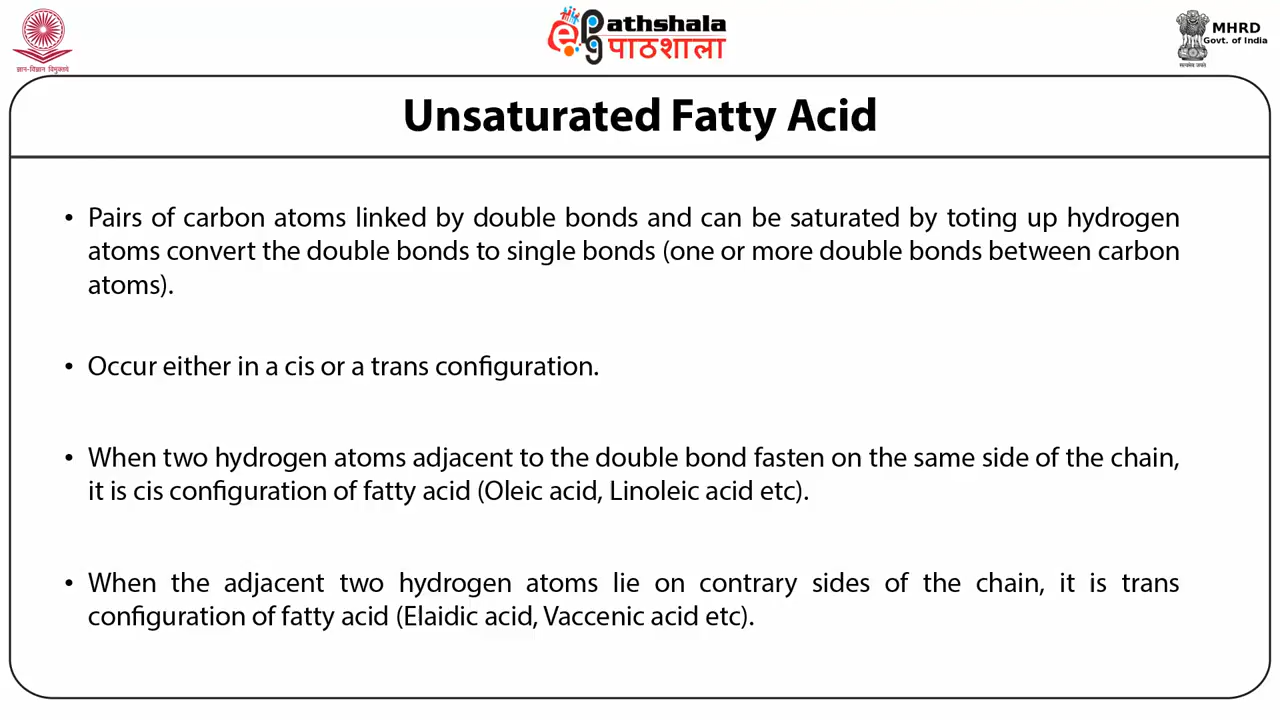 ज्ञान-विज्ञान विमुक्तये
ePathshala
पाठशाला
MHRD
Govt. of India
सत्यमेव जयते
Unsaturated Fatty Acid
• Pairs of carbon atoms linked by double bonds and can be saturated by toting up hydrogen
atoms convert the double bonds to single bonds (one or more double bonds between carbon
atoms).
• Occur either in a cis or a trans configuration.
• When two hydrogen atoms adjacent to the double bond fasten on the same side of the chain,
it is cis configuration of fatty acid (Oleic acid, Linoleic acid etc).
• When the adjacent two hydrogen atoms lie on contrary sides of the chain, it is trans
configuration of fatty acid (Elaidic acid, Vaccenic acid etc).